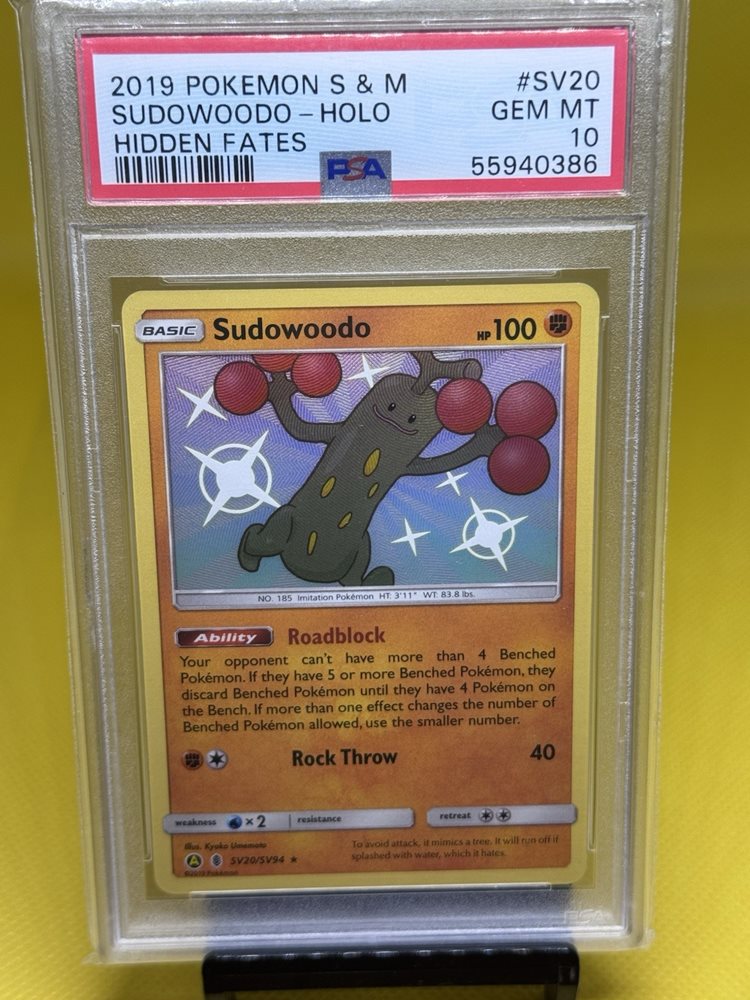 2019 POKEMON S & M #SV20
SUDOWOODO – HOLO GEM MT
HIDDEN FATES 10
PSA 55940386
BASIC Sudowoodo HP 100
NO. 185 Imitation Pokémon HT: 3'11" WT: 83.8 lbs.
Ability Roadblock
Your opponent can't have more than 4 Benched
Pokémon. If they have 5 or more Benched Pokémon, they
discard Benched Pokémon until they have 4 Pokémon on
the Bench. If more than one effect changes the number of
Benched Pokémon allowed, use the smaller number.
Rock Throw 40
weakness ×2 resistance retreat
Illus. Kyoko Umemoto
To avoid attack, it mimics a tree. It will run off if
splashed with water, which it hates.
A SV20/SV94
©2019 Pokémon
PSA